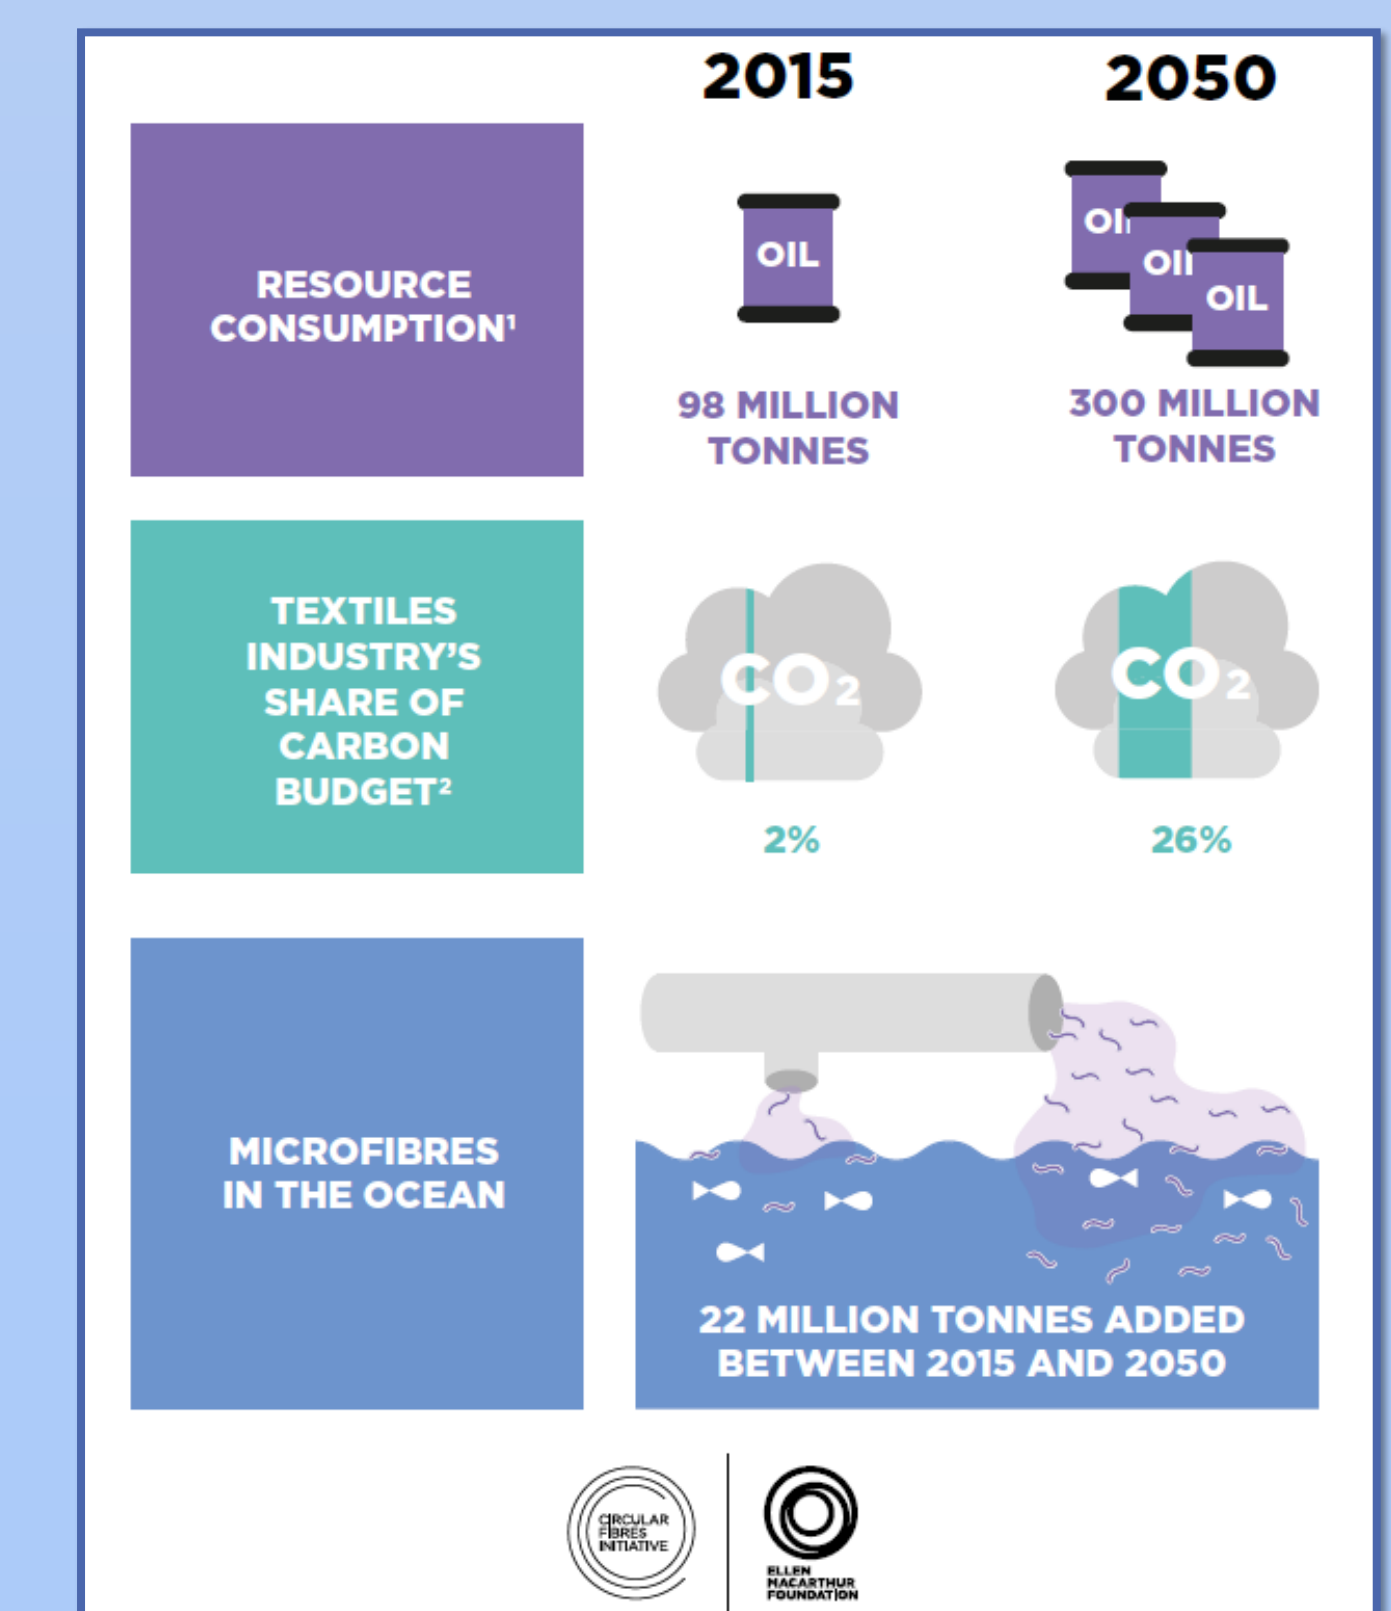 2015 2050
RESOURCE
CONSUMPTION¹
OIL
OIL
OIL
OIL
98 MILLION
TONNES
300 MILLION
TONNES
TEXTILES
INDUSTRY'S
SHARE OF
CARBON
BUDGET²
CO₂
CO₂
2%
26%
MICROFIBRES
IN THE OCEAN
22 MILLION TONNES ADDED
BETWEEN 2015 AND 2050
CIRCULAR
FIBRES
INITIATIVE
ELLEN
MACARTHUR
FOUNDATION